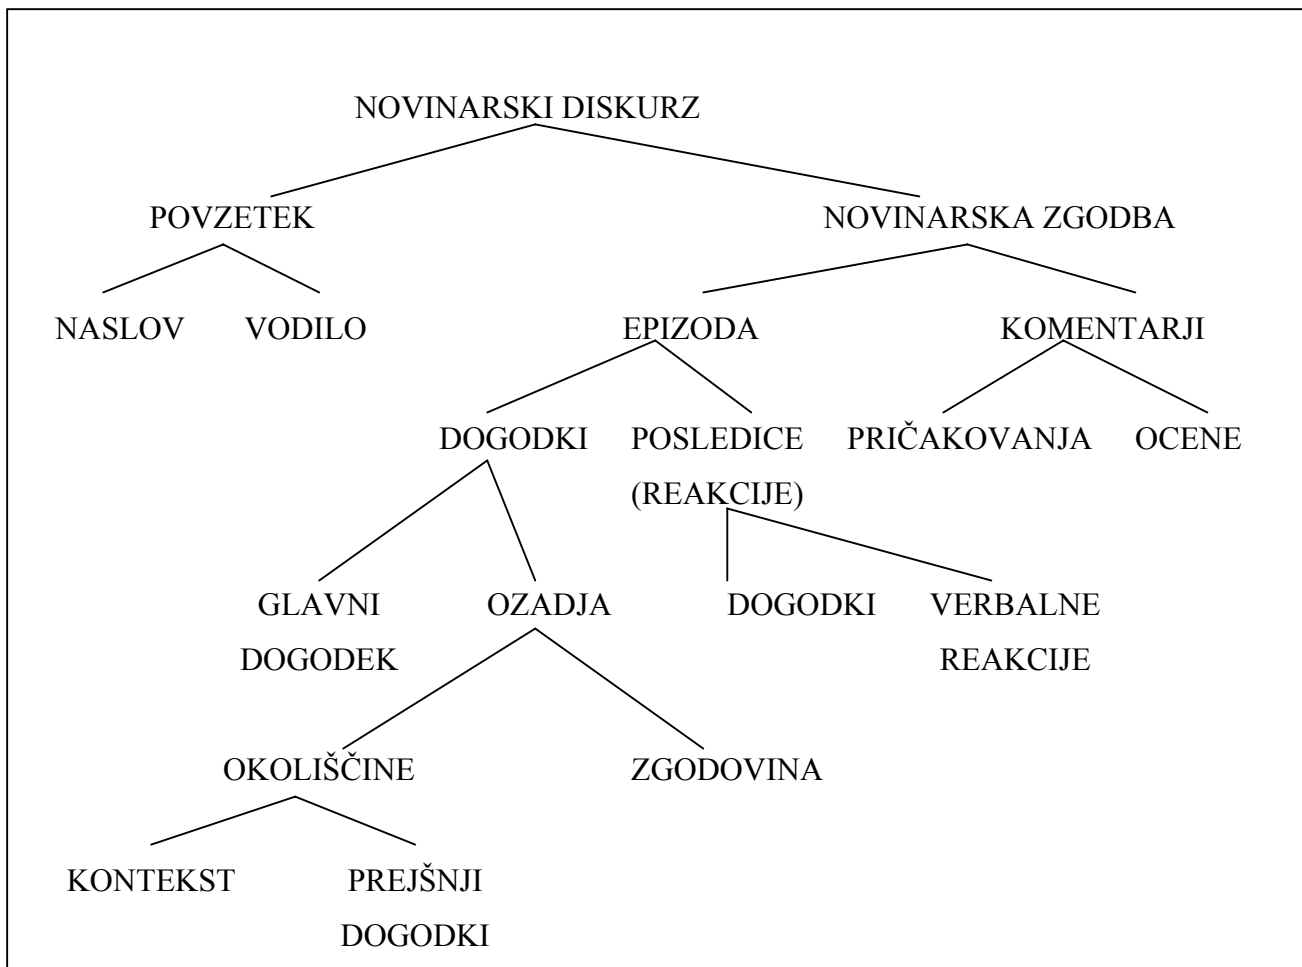 NOVINARSKI DISKURZ
POVZETEK
NOVINARSKA ZGODBA
NASLOV
VODILO
EPIZODA
KOMENTARJI
DOGODKI
POSLEDICE
(REAKCIJE)
PRIČAKOVANJA
OCENE
GLAVNI
DOGODEK
OZADJA
DOGODKI
VERBALNE
REAKCIJE
OKOLIŠČINE
ZGODOVINA
KONTEKST
PREJŠNJI
DOGODKI